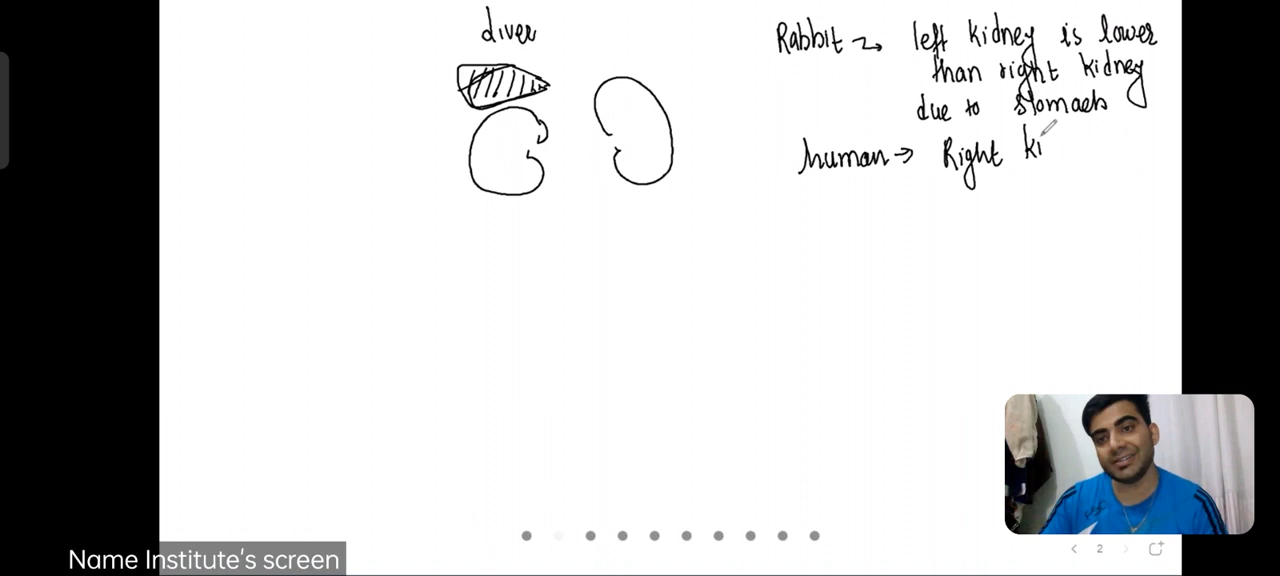 liver
Rabbit → left kidney is lower
than right kidney
due to stomach
human → Right ki
Name Institute's screen
2